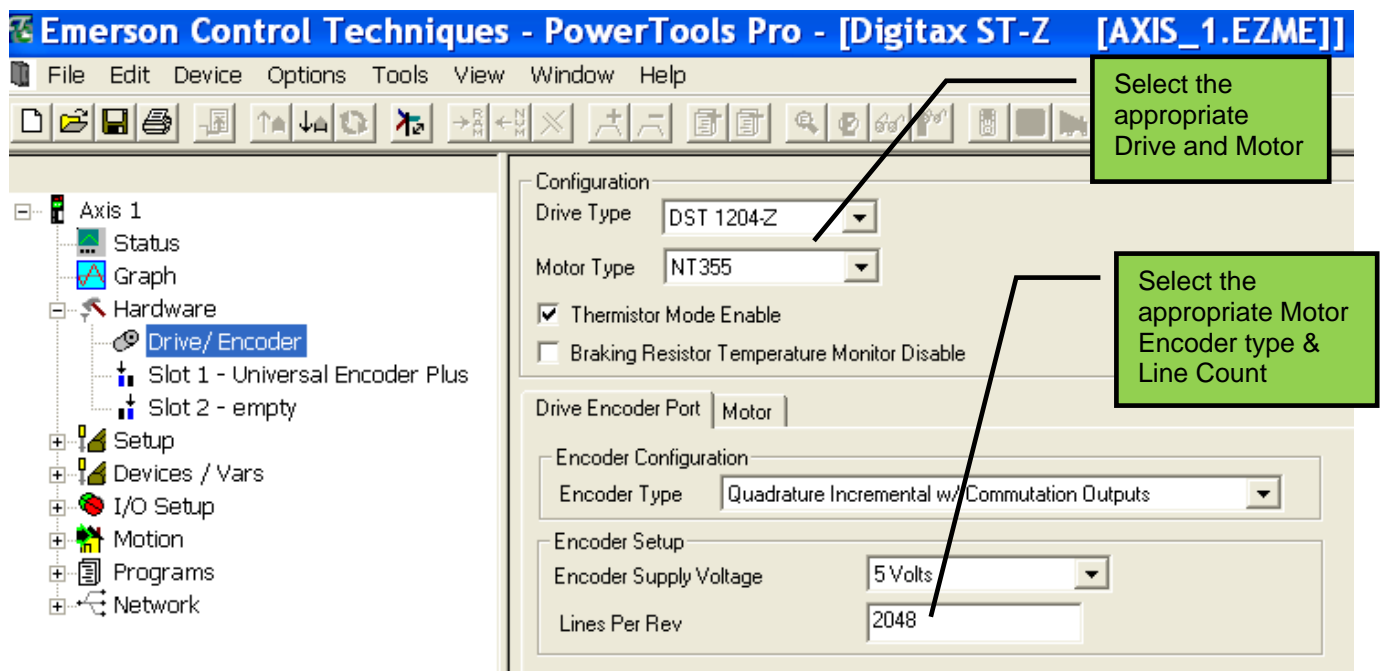 Emerson Control Techniques - PowerTools Pro - [Digitax ST-Z [AXIS_1.EZME]]
File Edit Device Options Tools View Window Help
Select the
appropriate
Drive and Motor
Axis 1
Status
Graph
Hardware
Drive/ Encoder
Slot 1 - Universal Encoder Plus
Slot 2 - empty
Setup
Devices / Vars
I/O Setup
Motion
Programs
Network
Configuration
Drive Type DST 1204-Z
Motor Type NT355
Thermistor Mode Enable
Braking Resistor Temperature Monitor Disable
Select the
appropriate Motor
Encoder type &
Line Count
Drive Encoder Port Motor
Encoder Configuration
Encoder Type Quadrature Incremental w/ Commutation Outputs
Encoder Setup
Encoder Supply Voltage 5 Volts
Lines Per Rev 2048